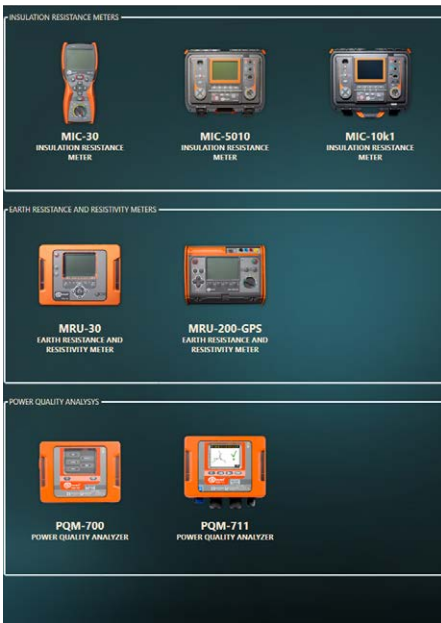 INSULATION RESISTANCE METERS
MIC-30
INSULATION RESISTANCE
METER
MIC-5010
INSULATION RESISTANCE
METER
MIC-10k1
INSULATION RESISTANCE
METER
EARTH RESISTANCE AND RESISTIVITY METERS
MRU-30
EARTH RESISTANCE AND
RESISTIVITY METER
MRU-200-GPS
EARTH RESISTANCE AND
RESISTIVITY METER
POWER QUALITY ANALYSYS
PQM-700
POWER QUALITY ANALYZER
PQM-711
POWER QUALITY ANALYZER